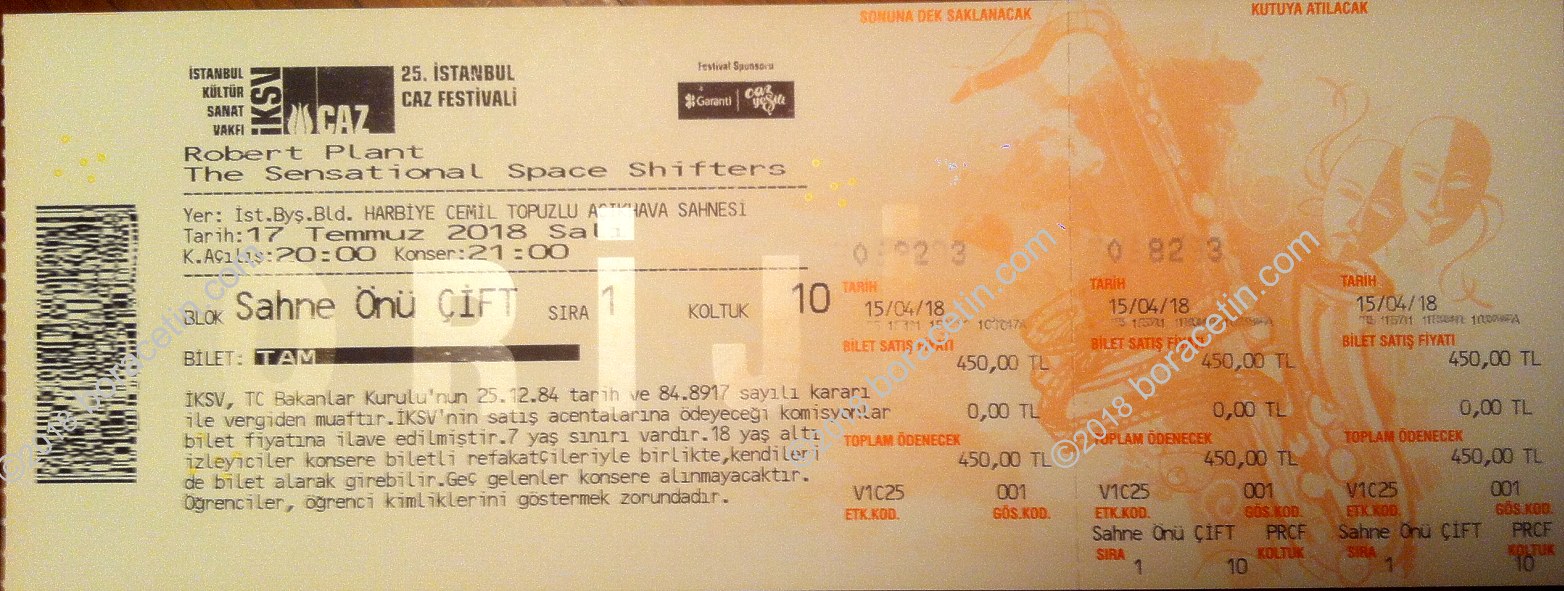 SONUNA DEK SAKLANACAK
KUTUYA ATILACAK
İSTANBUL
KÜLTÜR
SANAT
VAKFI
İKSV
CAZ
25. İSTANBUL
CAZ FESTİVALİ
Festival Sponsoru
Garanti | caz yeşili
Robert Plant
The Sensational Space Shifters
Yer: İst.Byş.Bld. HARBİYE CEMİL TOPUZLU AÇIKHAVA SAHNESİ
Tarih:17 Temmuz 2018 Salı
K.Açılış:20:00 Konser:21:00
BLOK Sahne Önü ÇİFT SIRA 1 KOLTUK 10
BİLET: TAM
İKSV, TC Bakanlar Kurulu'nun 25.12.84 tarih ve 84.8917 sayılı kararı
ile vergiden muaftır.İKSV'nin satış acentalarına ödeyeceği komisyonlar
bilet fiyatına ilave edilmiştir.7 yaş sınırı vardır.18 yaş altı
izleyiciler konsere biletli refakatçileriyle birlikte,kendileri
de bilet alarak girebilir.Geç gelenler konsere alınmayacaktır.
Öğrenciler, öğrenci kimliklerini göstermek zorundadır.
ORİJ
TARİH
15/04/18
BİLET SATIŞ FİYATI
450,00 TL
0,00 TL
TOPLAM ÖDENECEK
450,00 TL
V1C25 001
ETK.KOD. GÖS.KOD.
TARİH
15/04/18
BİLET SATIŞ FİYATI
450,00 TL
0,00 TL
TOPLAM ÖDENECEK
450,00 TL
V1C25 001
ETK.KOD. GÖS.KOD.
Sahne Önü ÇİFT PRCF
SIRA KOLTUK
1 10
TARİH
15/04/18
BİLET SATIŞ FİYATI
450,00 TL
0,00 TL
TOPLAM ÖDENECEK
450,00 TL
V1C25 001
ETK.KOD. GÖS.KOD.
Sahne Önü ÇİFT PRCF
SIRA KOLTUK
1 10
©2018 boracetin.com
©2018 boracetin.com
©2018 boracetin.com